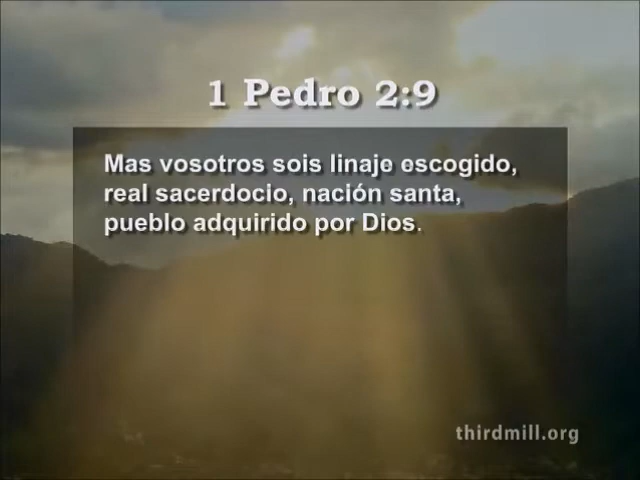 1 Pedro 2:9
Mas vosotros sois linaje escogido,
real sacerdocio, nación santa,
pueblo adquirido por Dios.
thirdmill.org